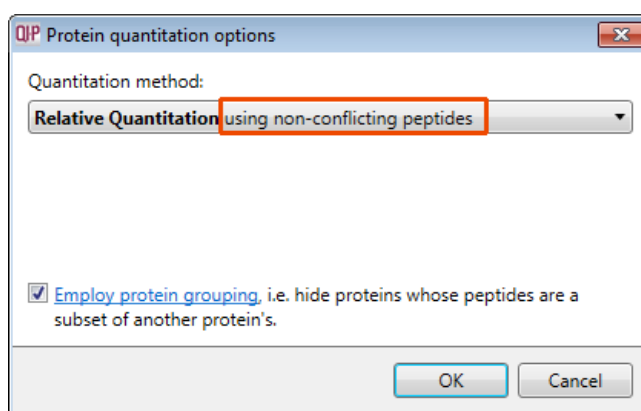 QIP Protein quantitation options
Quantitation method:
Relative Quantitation using non-conflicting peptides
Employ protein grouping, i.e. hide proteins whose peptides are a
subset of another protein's.
OK Cancel